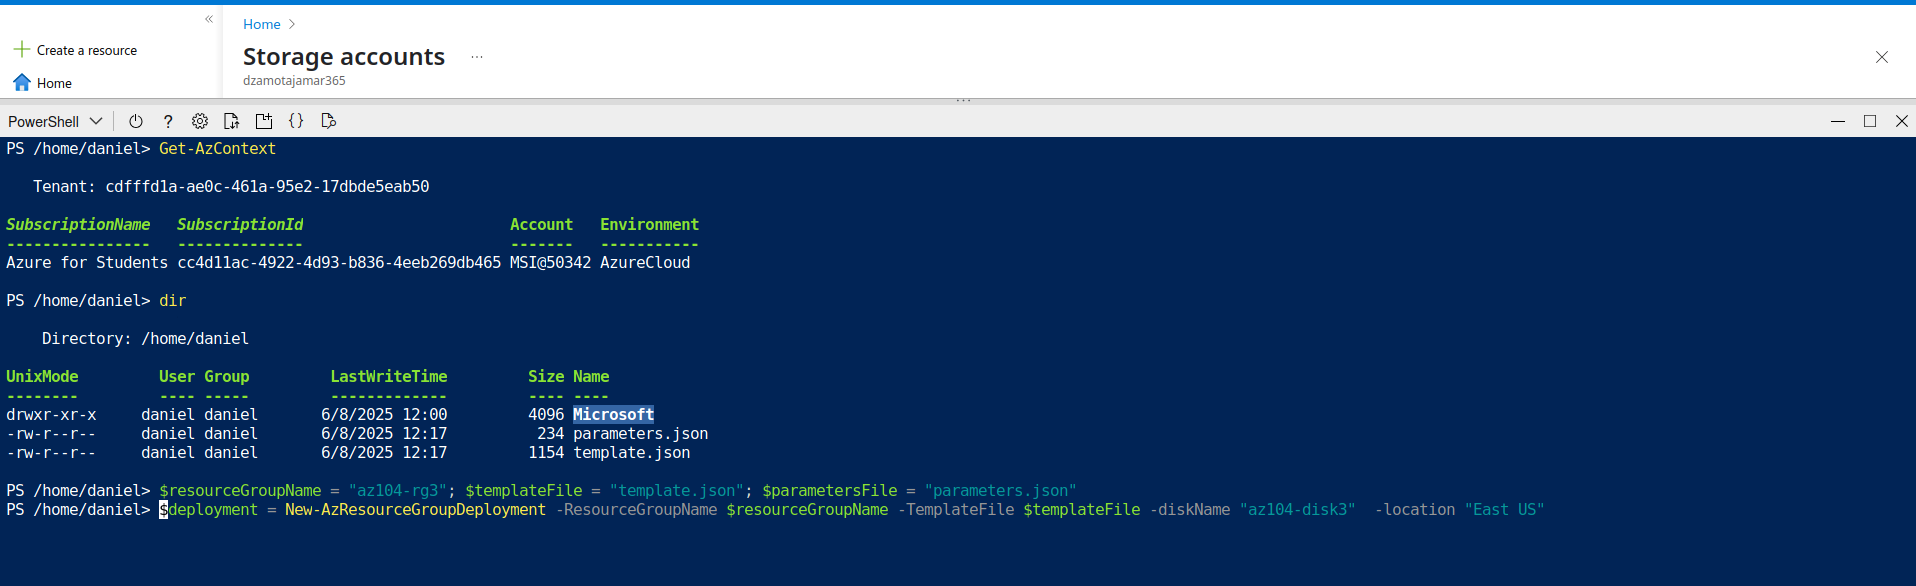 «
Create a resource
Home
Home >
Storage accounts ...
dzamotajamar365
...
PowerShell
PS /home/daniel> Get-AzContext
Tenant: cdfffd1a-ae0c-461a-95e2-17dbde5eab50
SubscriptionName SubscriptionId Account Environment
---------------- -------------- ------- -----------
Azure for Students cc4d11ac-4922-4d93-b836-4eeb269db465 MSI@50342 AzureCloud
PS /home/daniel> dir
Directory: /home/daniel
UnixMode User Group LastWriteTime Size Name
-------- ---- ----- ------------- ---- ----
drwxr-xr-x daniel daniel 6/8/2025 12:00 4096 Microsoft
-rw-r--r-- daniel daniel 6/8/2025 12:17 234 parameters.json
-rw-r--r-- daniel daniel 6/8/2025 12:17 1154 template.json
PS /home/daniel> $resourceGroupName = "az104-rg3"; $templateFile = "template.json"; $parametersFile = "parameters.json"
PS /home/daniel> $deployment = New-AzResourceGroupDeployment -ResourceGroupName $resourceGroupName -TemplateFile $templateFile -diskName "az104-disk3"  -location "East US"